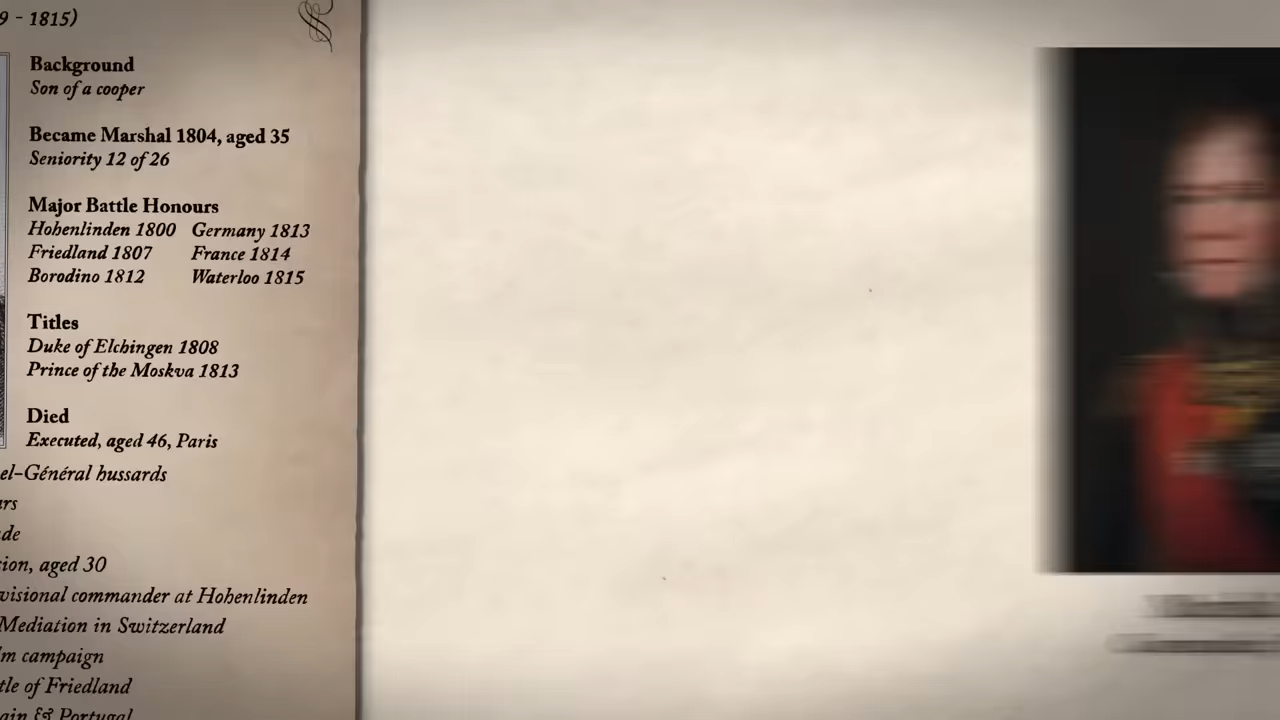 9 - 1815)
Background
Son of a cooper
Became Marshal 1804, aged 35
Seniority 12 of 26
Major Battle Honours
Hohenlinden 1800 Germany 1813
Friedland 1807 France 1814
Borodino 1812 Waterloo 1815
Titles
Duke of Elchingen 1808
Prince of the Moskva 1813
Died
Executed, aged 46, Paris
el-Général hussards
rs
de
ion, aged 30
visional commander at Hohenlinden
Mediation in Switzerland
m campaign
tle of Friedland
ain & Portugal